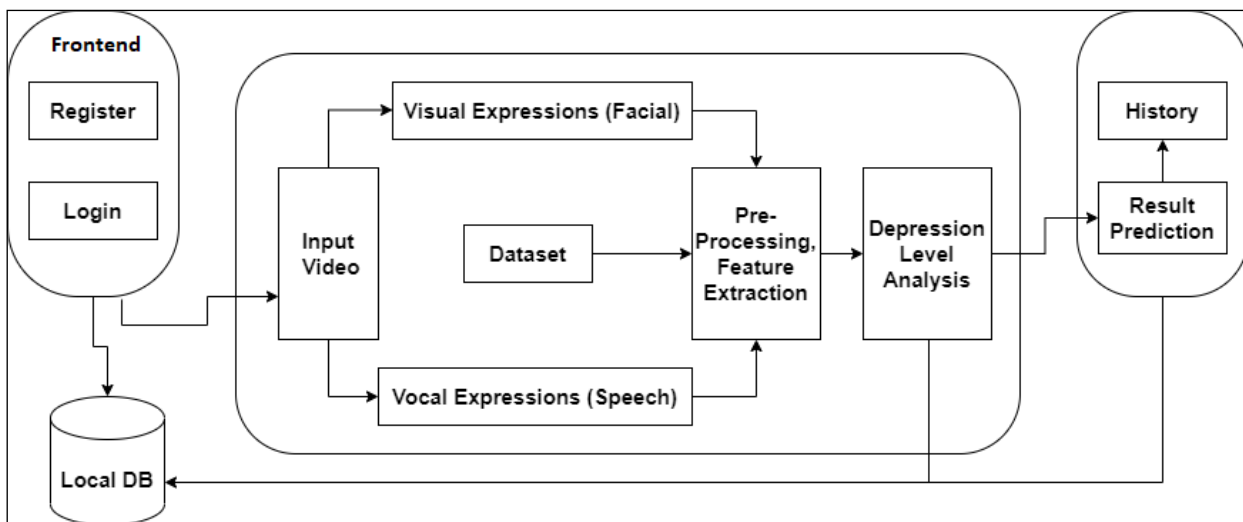 Frontend
Register
Login
Local DB
Input
Video
Visual Expressions (Facial)
Dataset
Vocal Expressions (Speech)
Pre-
Processing,
Feature
Extraction
Depression
Level
Analysis
History
Result
Prediction